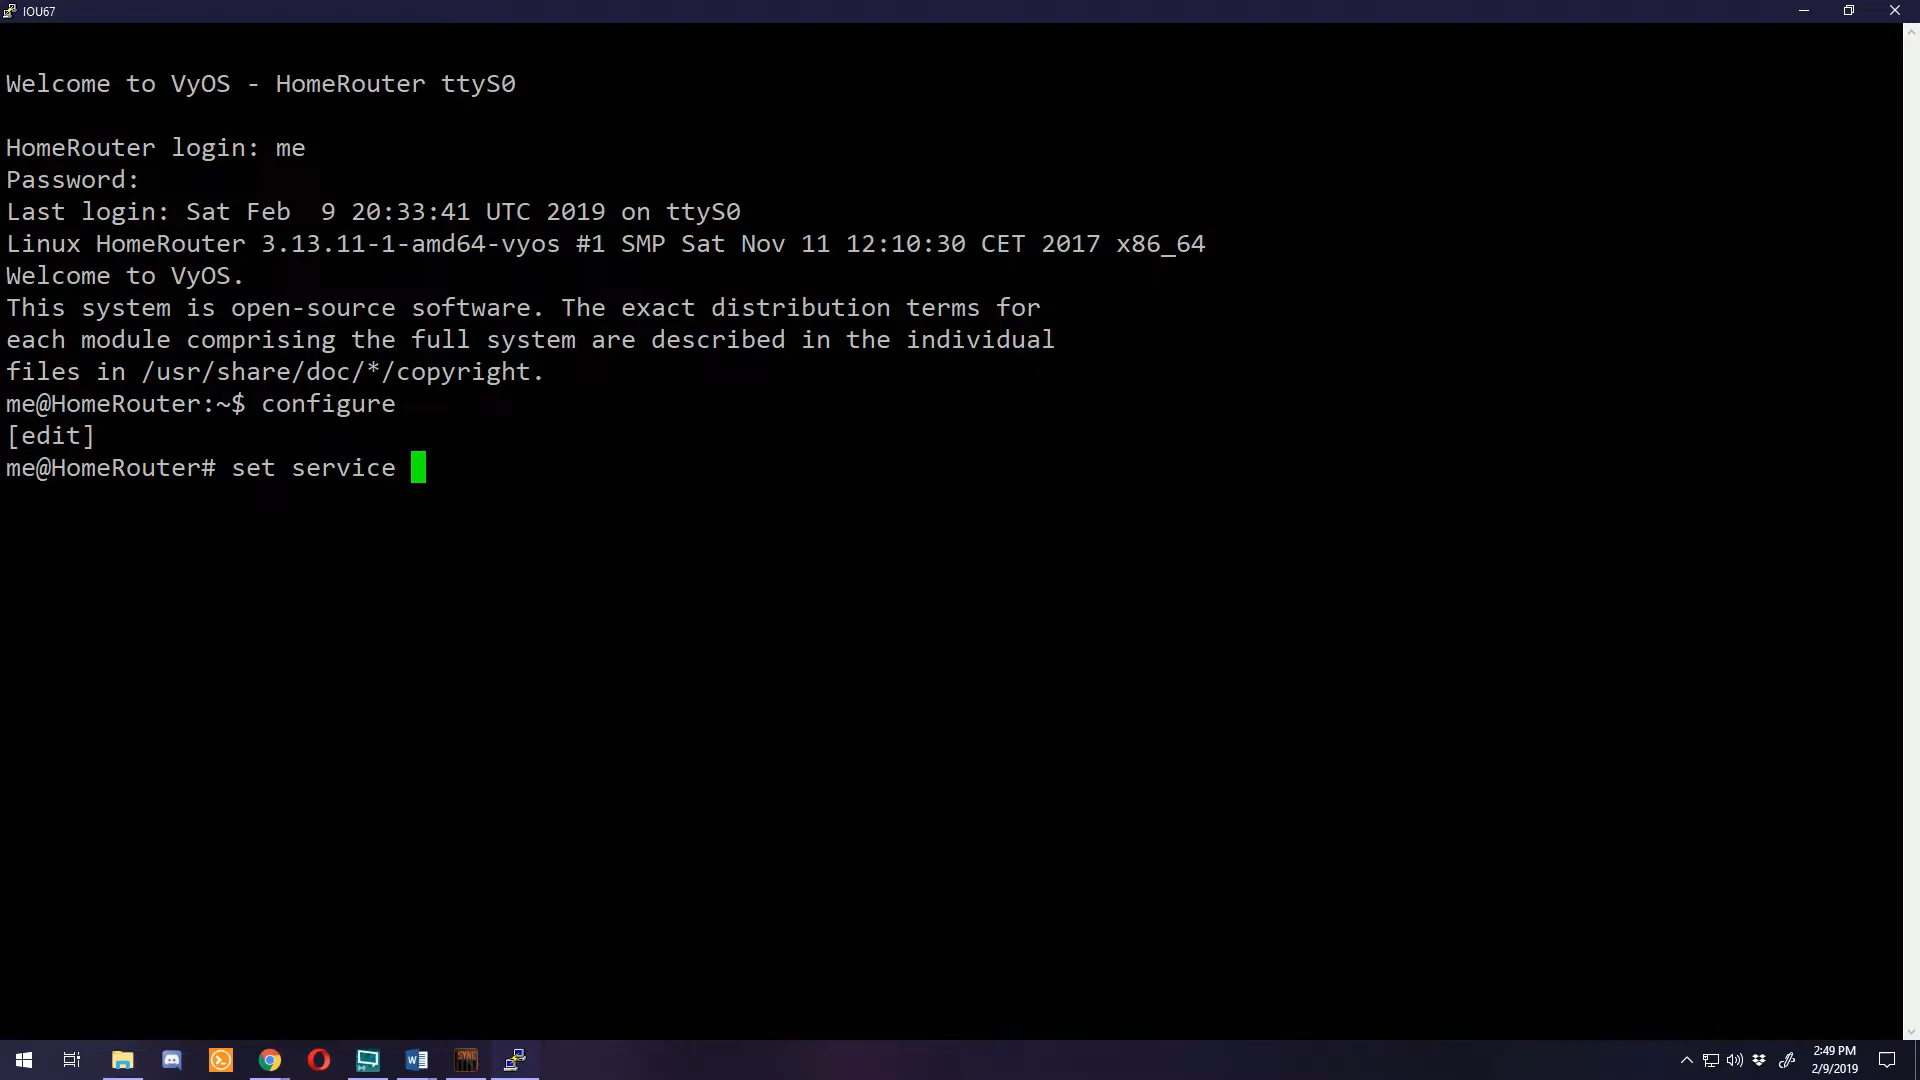 IOU67
Welcome to VyOS - HomeRouter ttyS0
HomeRouter login: me
Password:
Last login: Sat Feb  9 20:33:41 UTC 2019 on ttyS0
Linux HomeRouter 3.13.11-1-amd64-vyos #1 SMP Sat Nov 11 12:10:30 CET 2017 x86_64
Welcome to VyOS.
This system is open-source software. The exact distribution terms for
each module comprising the full system are described in the individual
files in /usr/share/doc/*/copyright.
me@HomeRouter:~$ configure
[edit]
me@HomeRouter# set service
SYNC
2:49 PM
2/9/2019